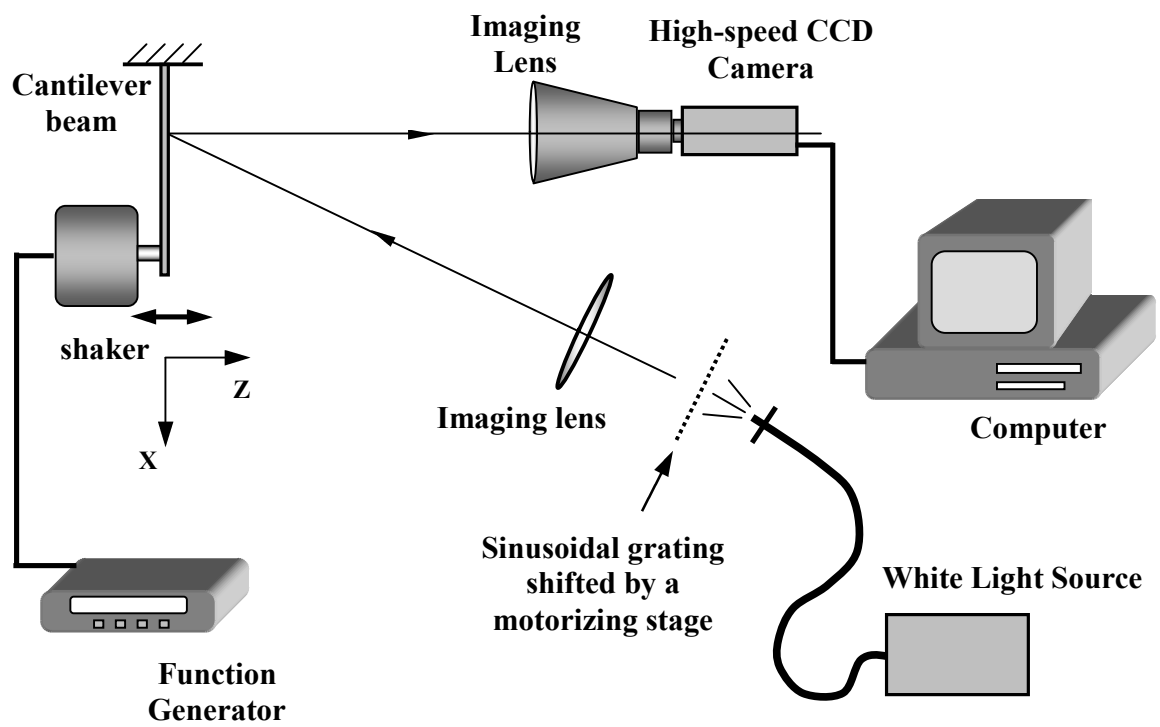 Imaging
Lens
High-speed CCD
Camera
Cantilever
beam
shaker
Z
X
Imaging lens
Computer
Sinusoidal grating
shifted by a
motorizing stage
White Light Source
Function
Generator